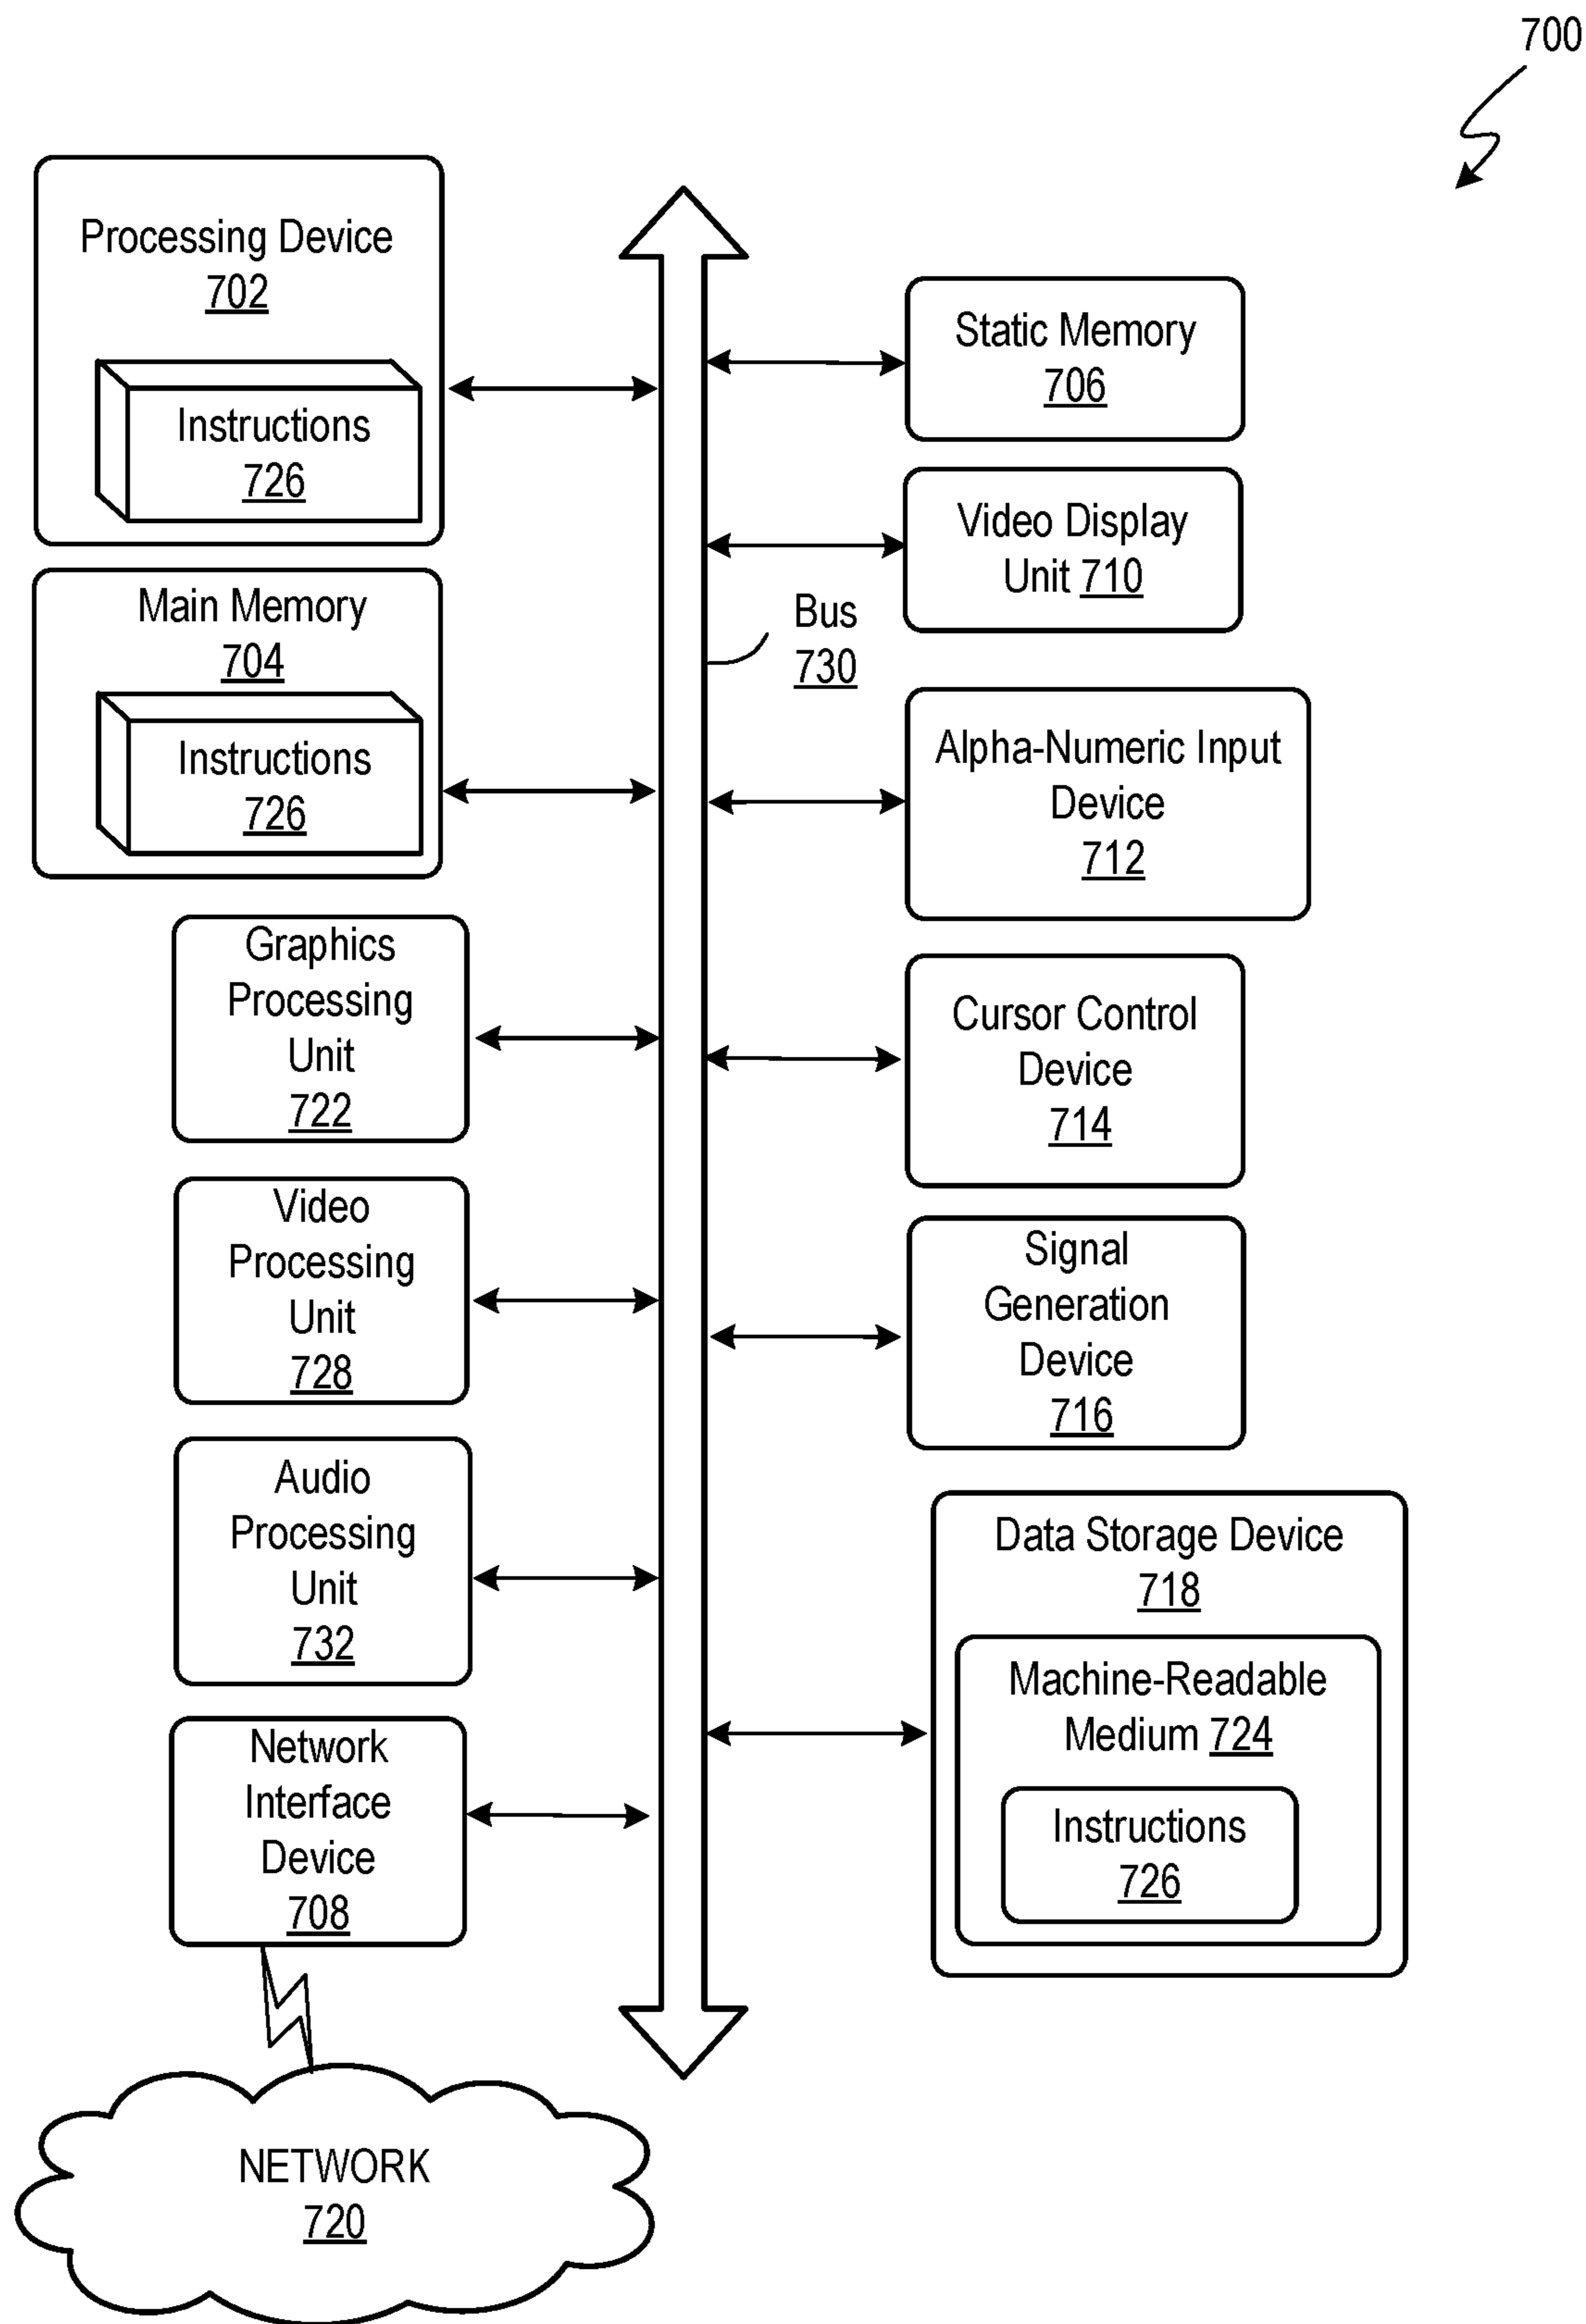 700
Processing Device
702
Instructions
726
Main Memory
704
Instructions
726
Graphics
Processing
Unit
722
Video
Processing
Unit
728
Audio
Processing
Unit
732
Network
Interface
Device
708
NETWORK
720
Bus
730
Static Memory
706
Video Display
Unit 710
Alpha-Numeric Input
Device
712
Cursor Control
Device
714
Signal
Generation
Device
716
Data Storage Device
718
Machine-Readable
Medium 724
Instructions
726